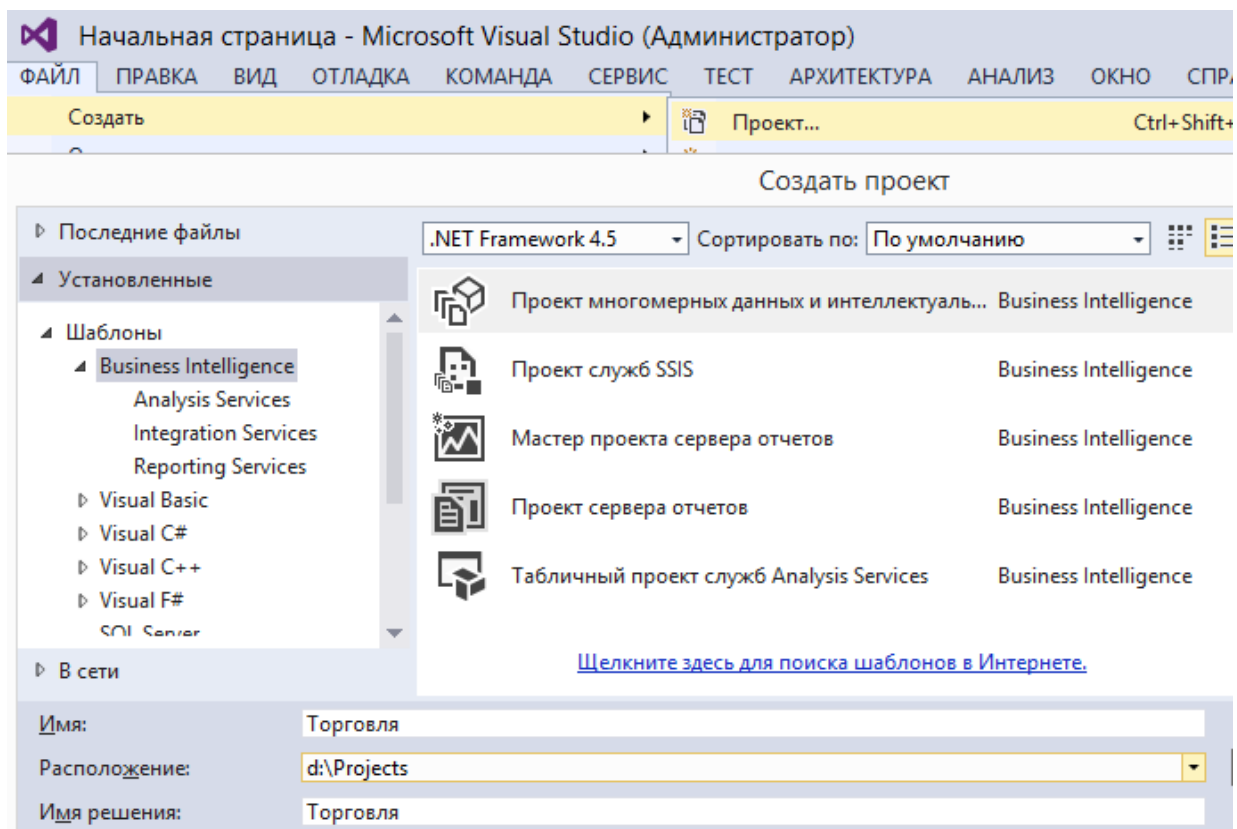 Начальная страница - Microsoft Visual Studio (Администратор)
ФАЙЛ ПРАВКА ВИД ОТЛАДКА КОМАНДА СЕРВИС ТЕСТ АРХИТЕКТУРА АНАЛИЗ ОКНО СПРА
Создать Проект... Ctrl+Shift+
Создать проект
Последние файлы .NET Framework 4.5 Сортировать по: По умолчанию
Установленные
Проект многомерных данных и интеллектуаль... Business Intelligence
Шаблоны
Business Intelligence Проект служб SSIS Business Intelligence
Analysis Services
Integration Services Мастер проекта сервера отчетов Business Intelligence
Reporting Services
Visual Basic Проект сервера отчетов Business Intelligence
Visual C#
Visual C++ Табличный проект служб Analysis Services Business Intelligence
Visual F#
SQL Server
Щелкните здесь для поиска шаблонов в Интернете.
В сети
Имя: Торговля
Расположение: d:\Projects
Имя решения: Торговля